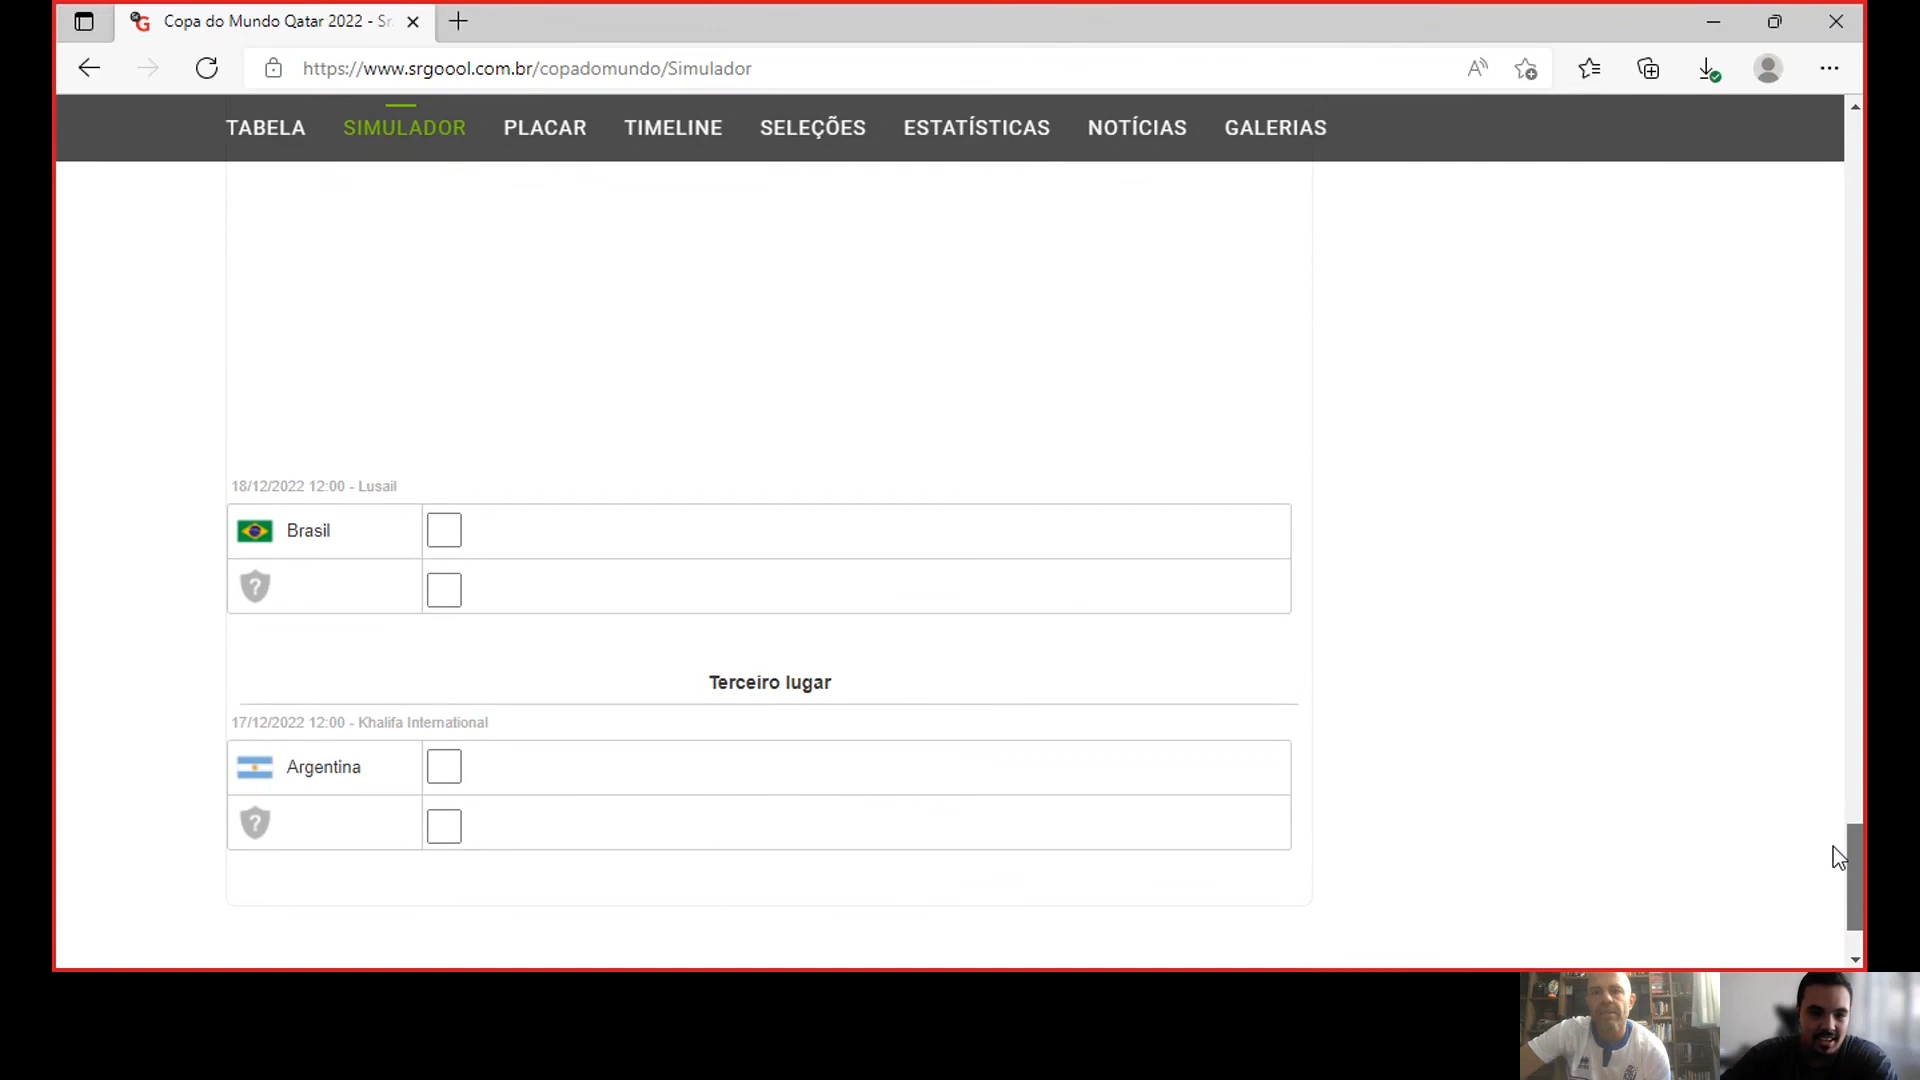 Copa do Mundo Qatar 2022 - Sr
https://www.srgoool.com.br/copadomundo/Simulador
TABELA SIMULADOR PLACAR TIMELINE SELEÇÕES ESTATÍSTICAS NOTÍCIAS GALERIAS
18/12/2022 12:00 - Lusail
Brasil
?
Terceiro lugar
17/12/2022 12:00 - Khalifa International
Argentina
?